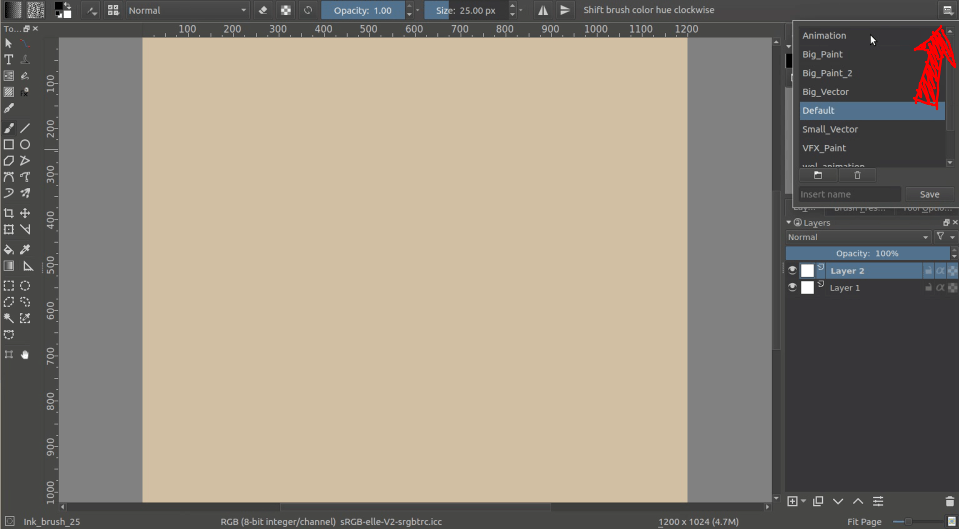 Normal
Opacity: 1.00
Size: 25.00 px
Shift brush color hue clockwise
To...
100 200 300 400 500 600 700 800 900 1000 1100 1200
100
200
300
400
500
600
700
800
900
1000
Animation
Big_Paint
Big_Paint_2
Big_Vector
Default
Small_Vector
VFX_Paint
Insert name
Save
Layers
Normal
Opacity: 100%
Layer 2
Layer 1
Ink_brush_25
RGB (8-bit integer/channel) sRGB-elle-V2-srgbtrc.icc
1200 x 1024 (4.7M)
Fit Page